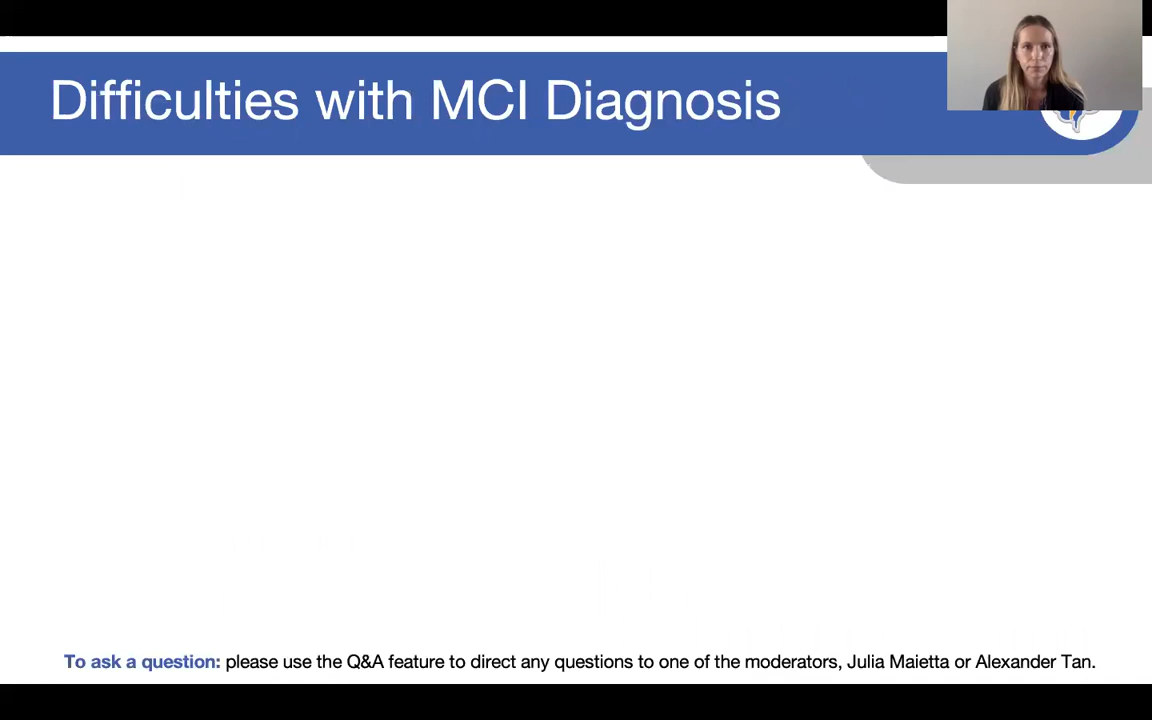 Difficulties with MCI Diagnosis
To ask a question: please use the Q&A feature to direct any questions to one of the moderators, Julia Maietta or Alexander Tan.